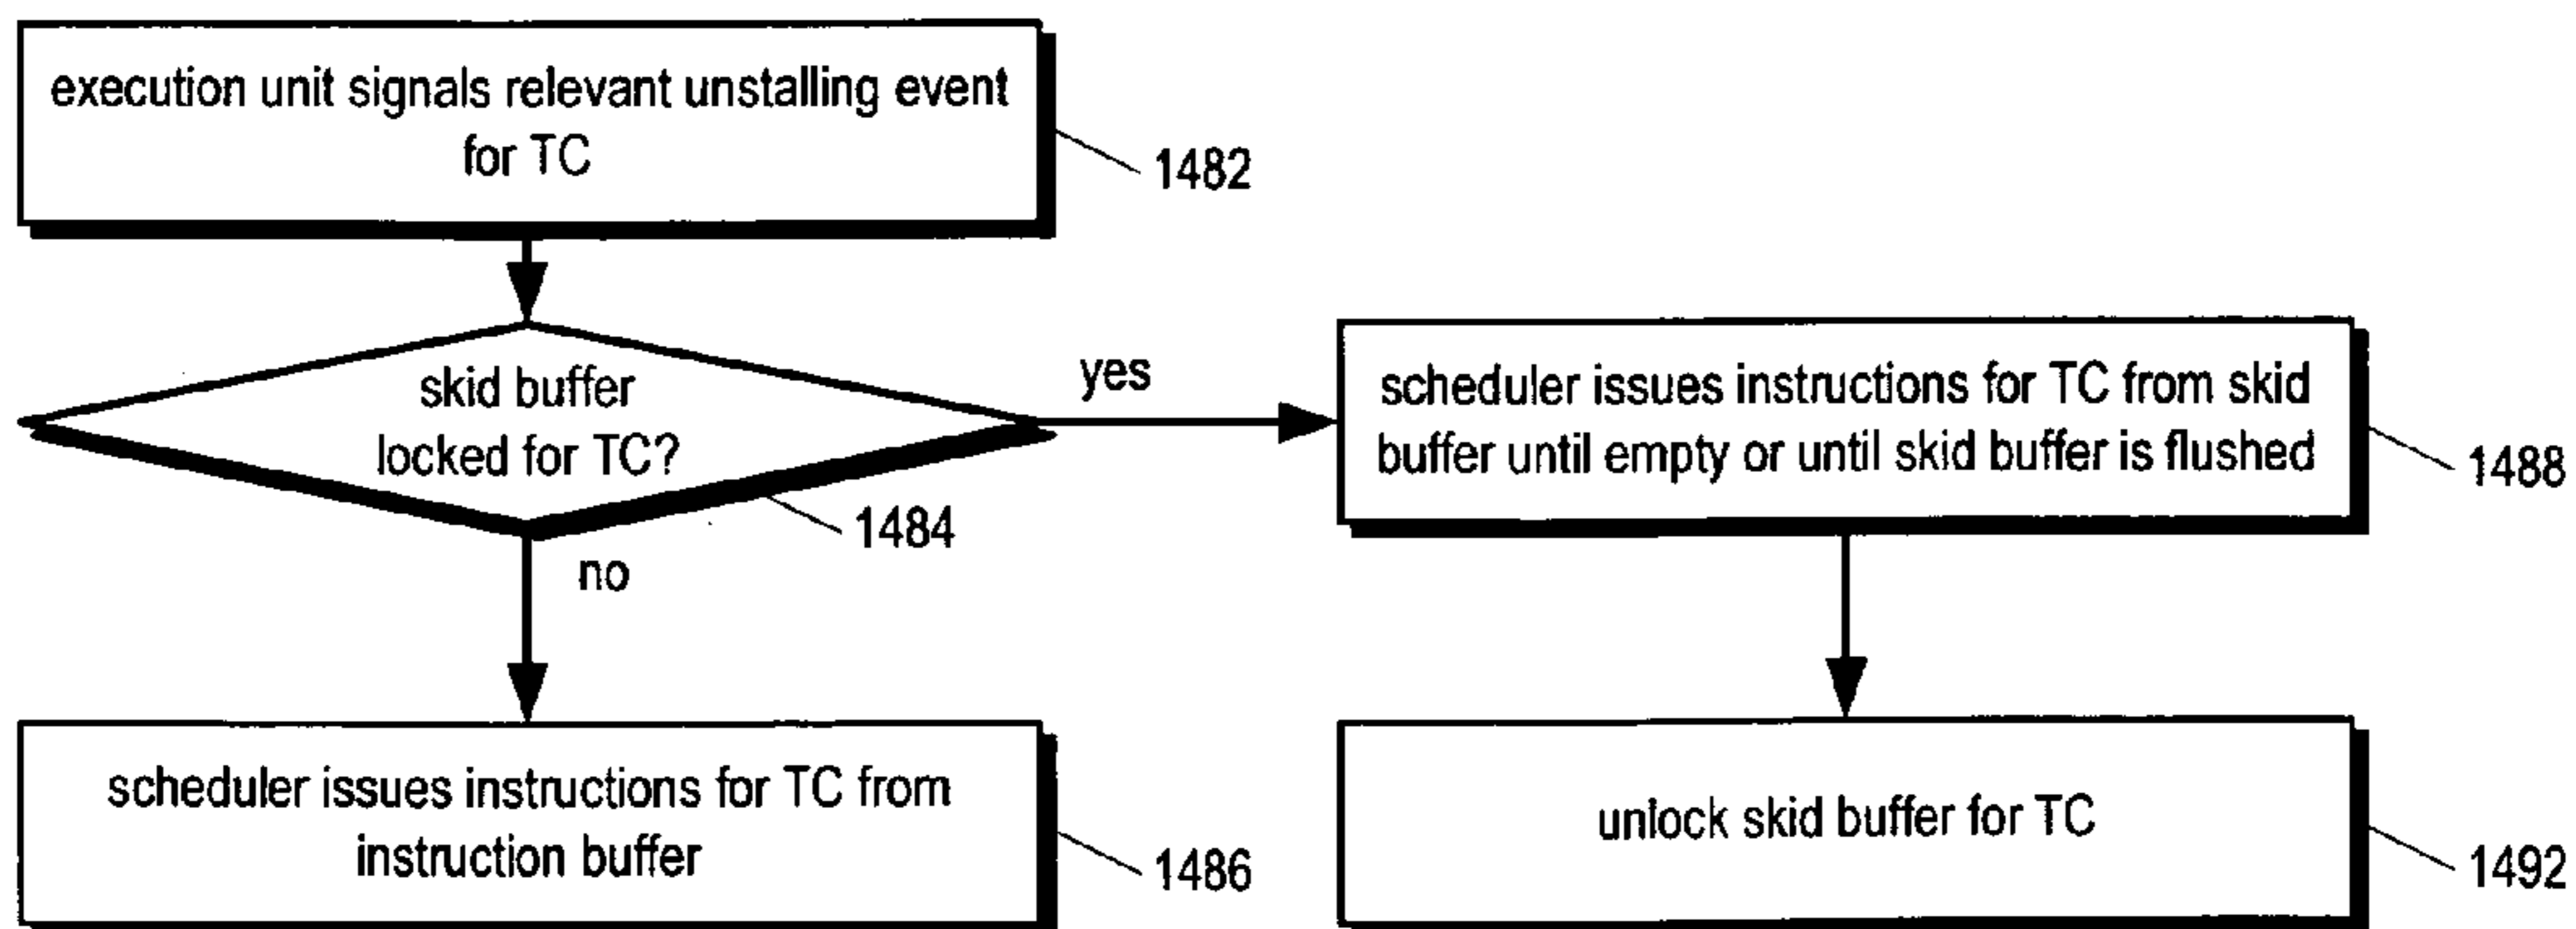 execution unit signals relevant unstalling event
for TC
1482
skid buffer
locked for TC?
1484
yes
scheduler issues instructions for TC from skid
buffer until empty or until skid buffer is flushed
1488
no
scheduler issues instructions for TC from
instruction buffer
1486
unlock skid buffer for TC
1492